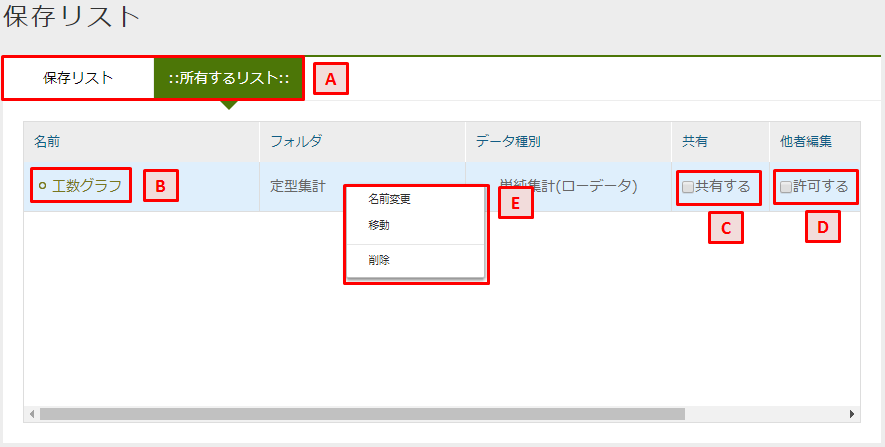 保存リスト
保存リスト ::所有するリスト:: A
名前 フォルダ データ種別 共有 他者編集
工数グラフ B 定型集計 単純集計(ローデータ) 共有する 許可する
名前変更 E
移動 C D
削除